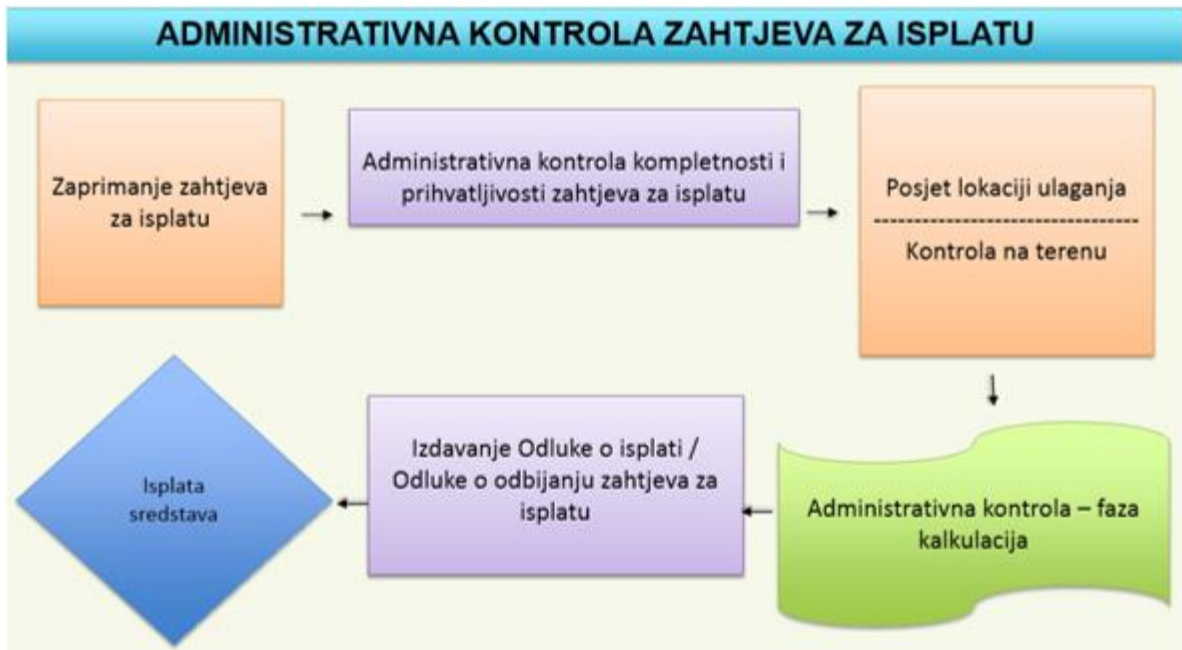 ADMINISTRATIVNA KONTROLA ZAHTJEVA ZA ISPLATU
Zaprimanje zahtjeva
za isplatu
Administrativna kontrola kompletnosti i
prihvatljivosti zahtjeva za isplatu
Posjet lokaciji ulaganja
---------------------------------
Kontrola na terenu
Administrativna kontrola – faza
kalkulacija
Izdavanje Odluke o isplati /
Odluke o odbijanju zahtjeva za
isplatu
Isplata
sredstava